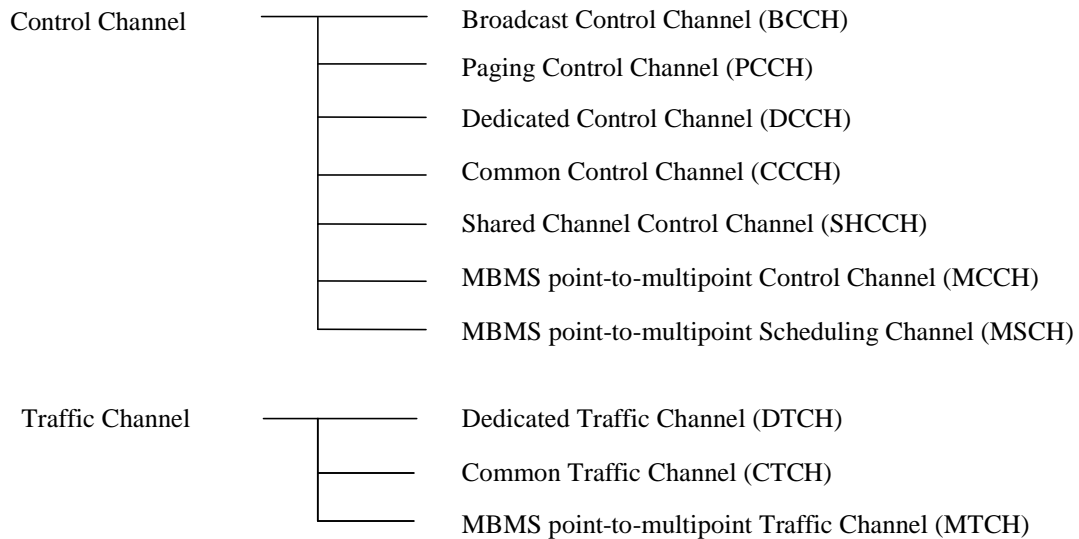 Control Channel
Broadcast Control Channel (BCCH)
Paging Control Channel (PCCH)
Dedicated Control Channel (DCCH)
Common Control Channel (CCCH)
Shared Channel Control Channel (SHCCH)
MBMS point-to-multipoint Control Channel (MCCH)
MBMS point-to-multipoint Scheduling Channel (MSCH)
Traffic Channel
Dedicated Traffic Channel (DTCH)
Common Traffic Channel (CTCH)
MBMS point-to-multipoint Traffic Channel (MTCH)